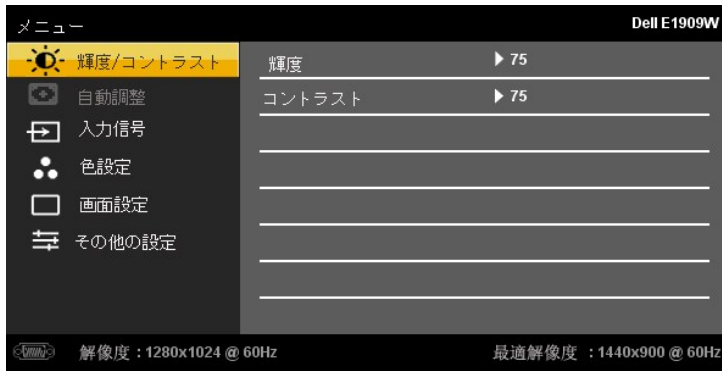 メニュー Dell E1909W
輝度/コントラスト 輝度 75
自動調整 コントラスト 75
入力信号
色設定
画面設定
その他の設定
解像度 : 1280x1024 @ 60Hz 最適解像度 : 1440x900 @ 60Hz